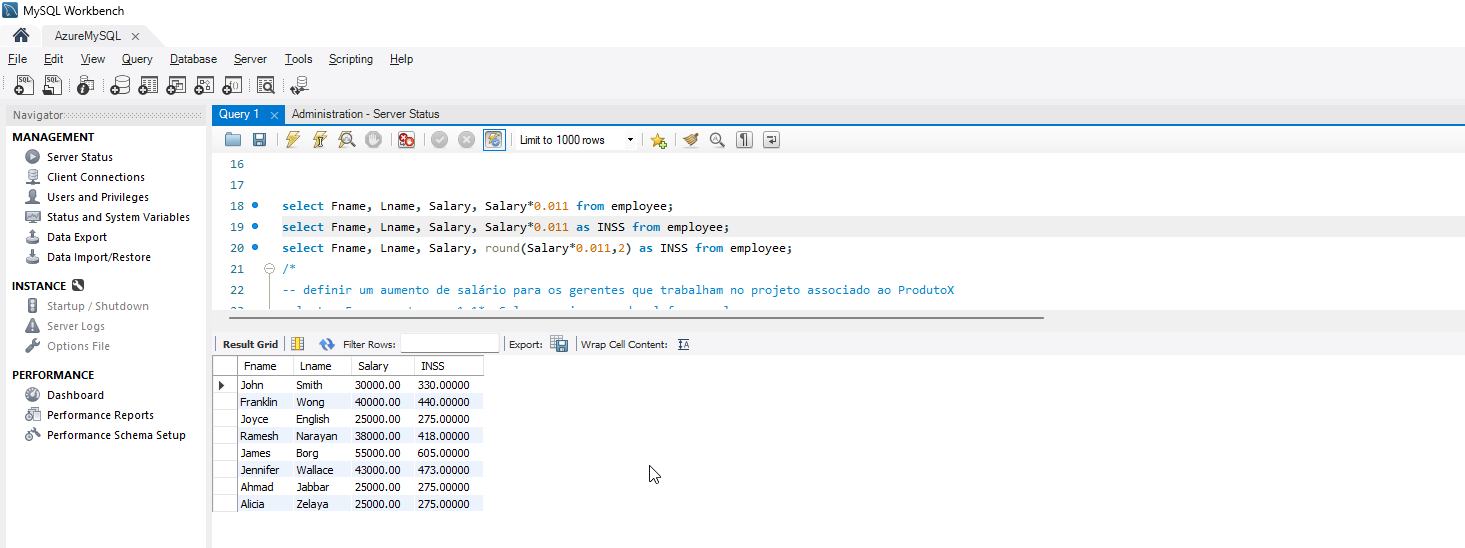 MySQL Workbench
AzureMySQL
File Edit View Query Database Server Tools Scripting Help
Navigator
MANAGEMENT
Server Status
Client Connections
Users and Privileges
Status and System Variables
Data Export
Data Import/Restore
INSTANCE
Startup / Shutdown
Server Logs
Options File
PERFORMANCE
Dashboard
Performance Reports
Performance Schema Setup
Query 1 Administration - Server Status
Limit to 1000 rows
16
17
18 select Fname, Lname, Salary, Salary*0.011 from employee;
19 select Fname, Lname, Salary, Salary*0.011 as INSS from employee;
20 select Fname, Lname, Salary, round(Salary*0.011,2) as INSS from employee;
21 /*
22 -- definir um aumento de salário para os gerentes que trabalham no projeto associado ao ProdutoX
Result Grid Filter Rows: Export: Wrap Cell Content:
Fname Lname Salary INSS
John Smith 30000.00 330.00000
Franklin Wong 40000.00 440.00000
Joyce English 25000.00 275.00000
Ramesh Narayan 38000.00 418.00000
James Borg 55000.00 605.00000
Jennifer Wallace 43000.00 473.00000
Ahmad Jabbar 25000.00 275.00000
Alicia Zelaya 25000.00 275.00000